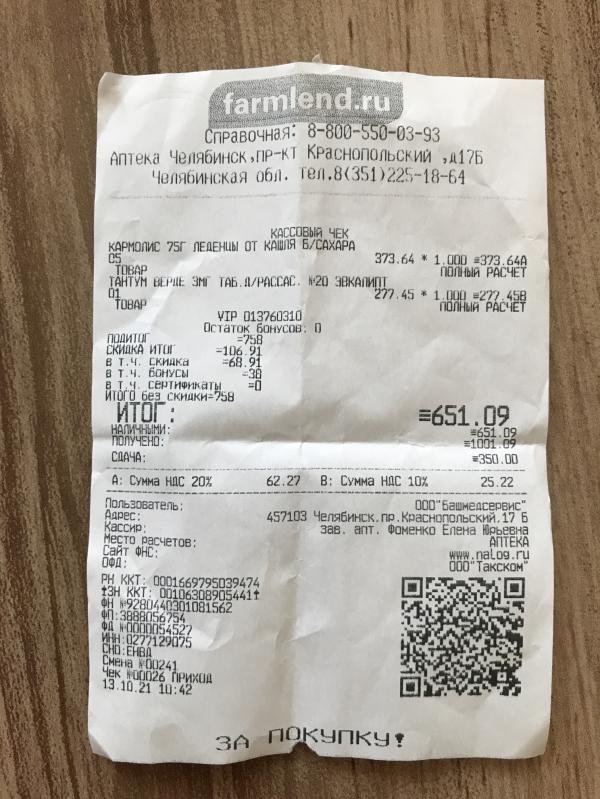 farmlend.ru
Справочная: 8-800-550-03-93
Аптека Челябинск,пр-кт Краснопольский ,д17Б
Челябинская обл. тел.8(351)225-18-64
КАССОВЫЙ ЧЕК
КАРМОЛИС 75Г ЛЕДЕНЦЫ ОТ КАШЛЯ Б/САХАРА
С5 373.64 * 1.000 =373.64А
ТОВАР ПОЛНЫЙ РАСЧЕТ
ТАНТУМ ВЕРДЕ 3МГ ТАБ.Д/РАССАС. №20 ЭВКАЛИПТ
01 277.45 * 1.000 =277.45В
ТОВАР ПОЛНЫЙ РАСЧЕТ
VIP 013760310
Остаток бонусов: 0
ПОДИТОГ =758
СКИДКА ИТОГ =106.91
в т.ч. скидка =68.91
в т.ч. бонусы =38
в т.ч. сертификаты =0
ИТОГО без скидки=758
ИТОГ: =651.09
НАЛИЧНЫМИ: =651.09
ПОЛУЧЕНО: =1001.09
СДАЧА: =350.00
А: Сумма НДС 20% 62.27 В: Сумма НДС 10% 25.22
Пользователь: ООО"Башмедсервис"
Адрес: 457103 Челябинск.пр.Краснопольский,17 Б
Кассир: зав. апт. Фоменко Елена Юрьевна
Место расчетов: АПТЕКА
Сайт ФНС: www.nalog.ru
ОФД: ООО"Такском"
РН ККТ: 0001669795039474
ЗН ККТ: 00106308905441
ФН №9280440301081562
ФП:3888056754
ФД №0000054527
ИНН:0277129075
СНО:ЕНВД
Смена №00241
Чек №00026 ПРИХОД
13.10.21 10:42
ЗА ПОКУПКУ!